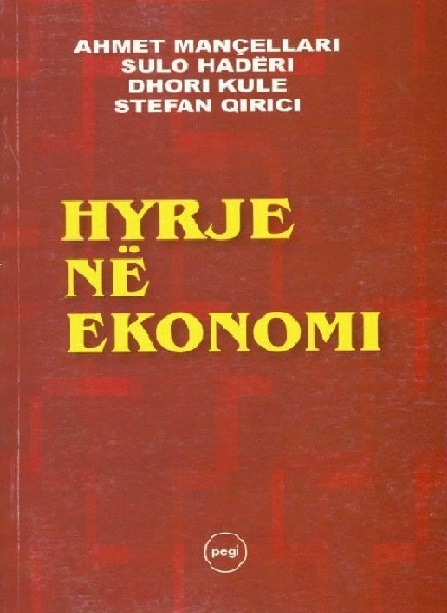 AHMET MANÇELLARI
SULO HADËRI
DHORI KULE
STEFAN QIRICI
HYRJE
NË
EKONOMI
pegi